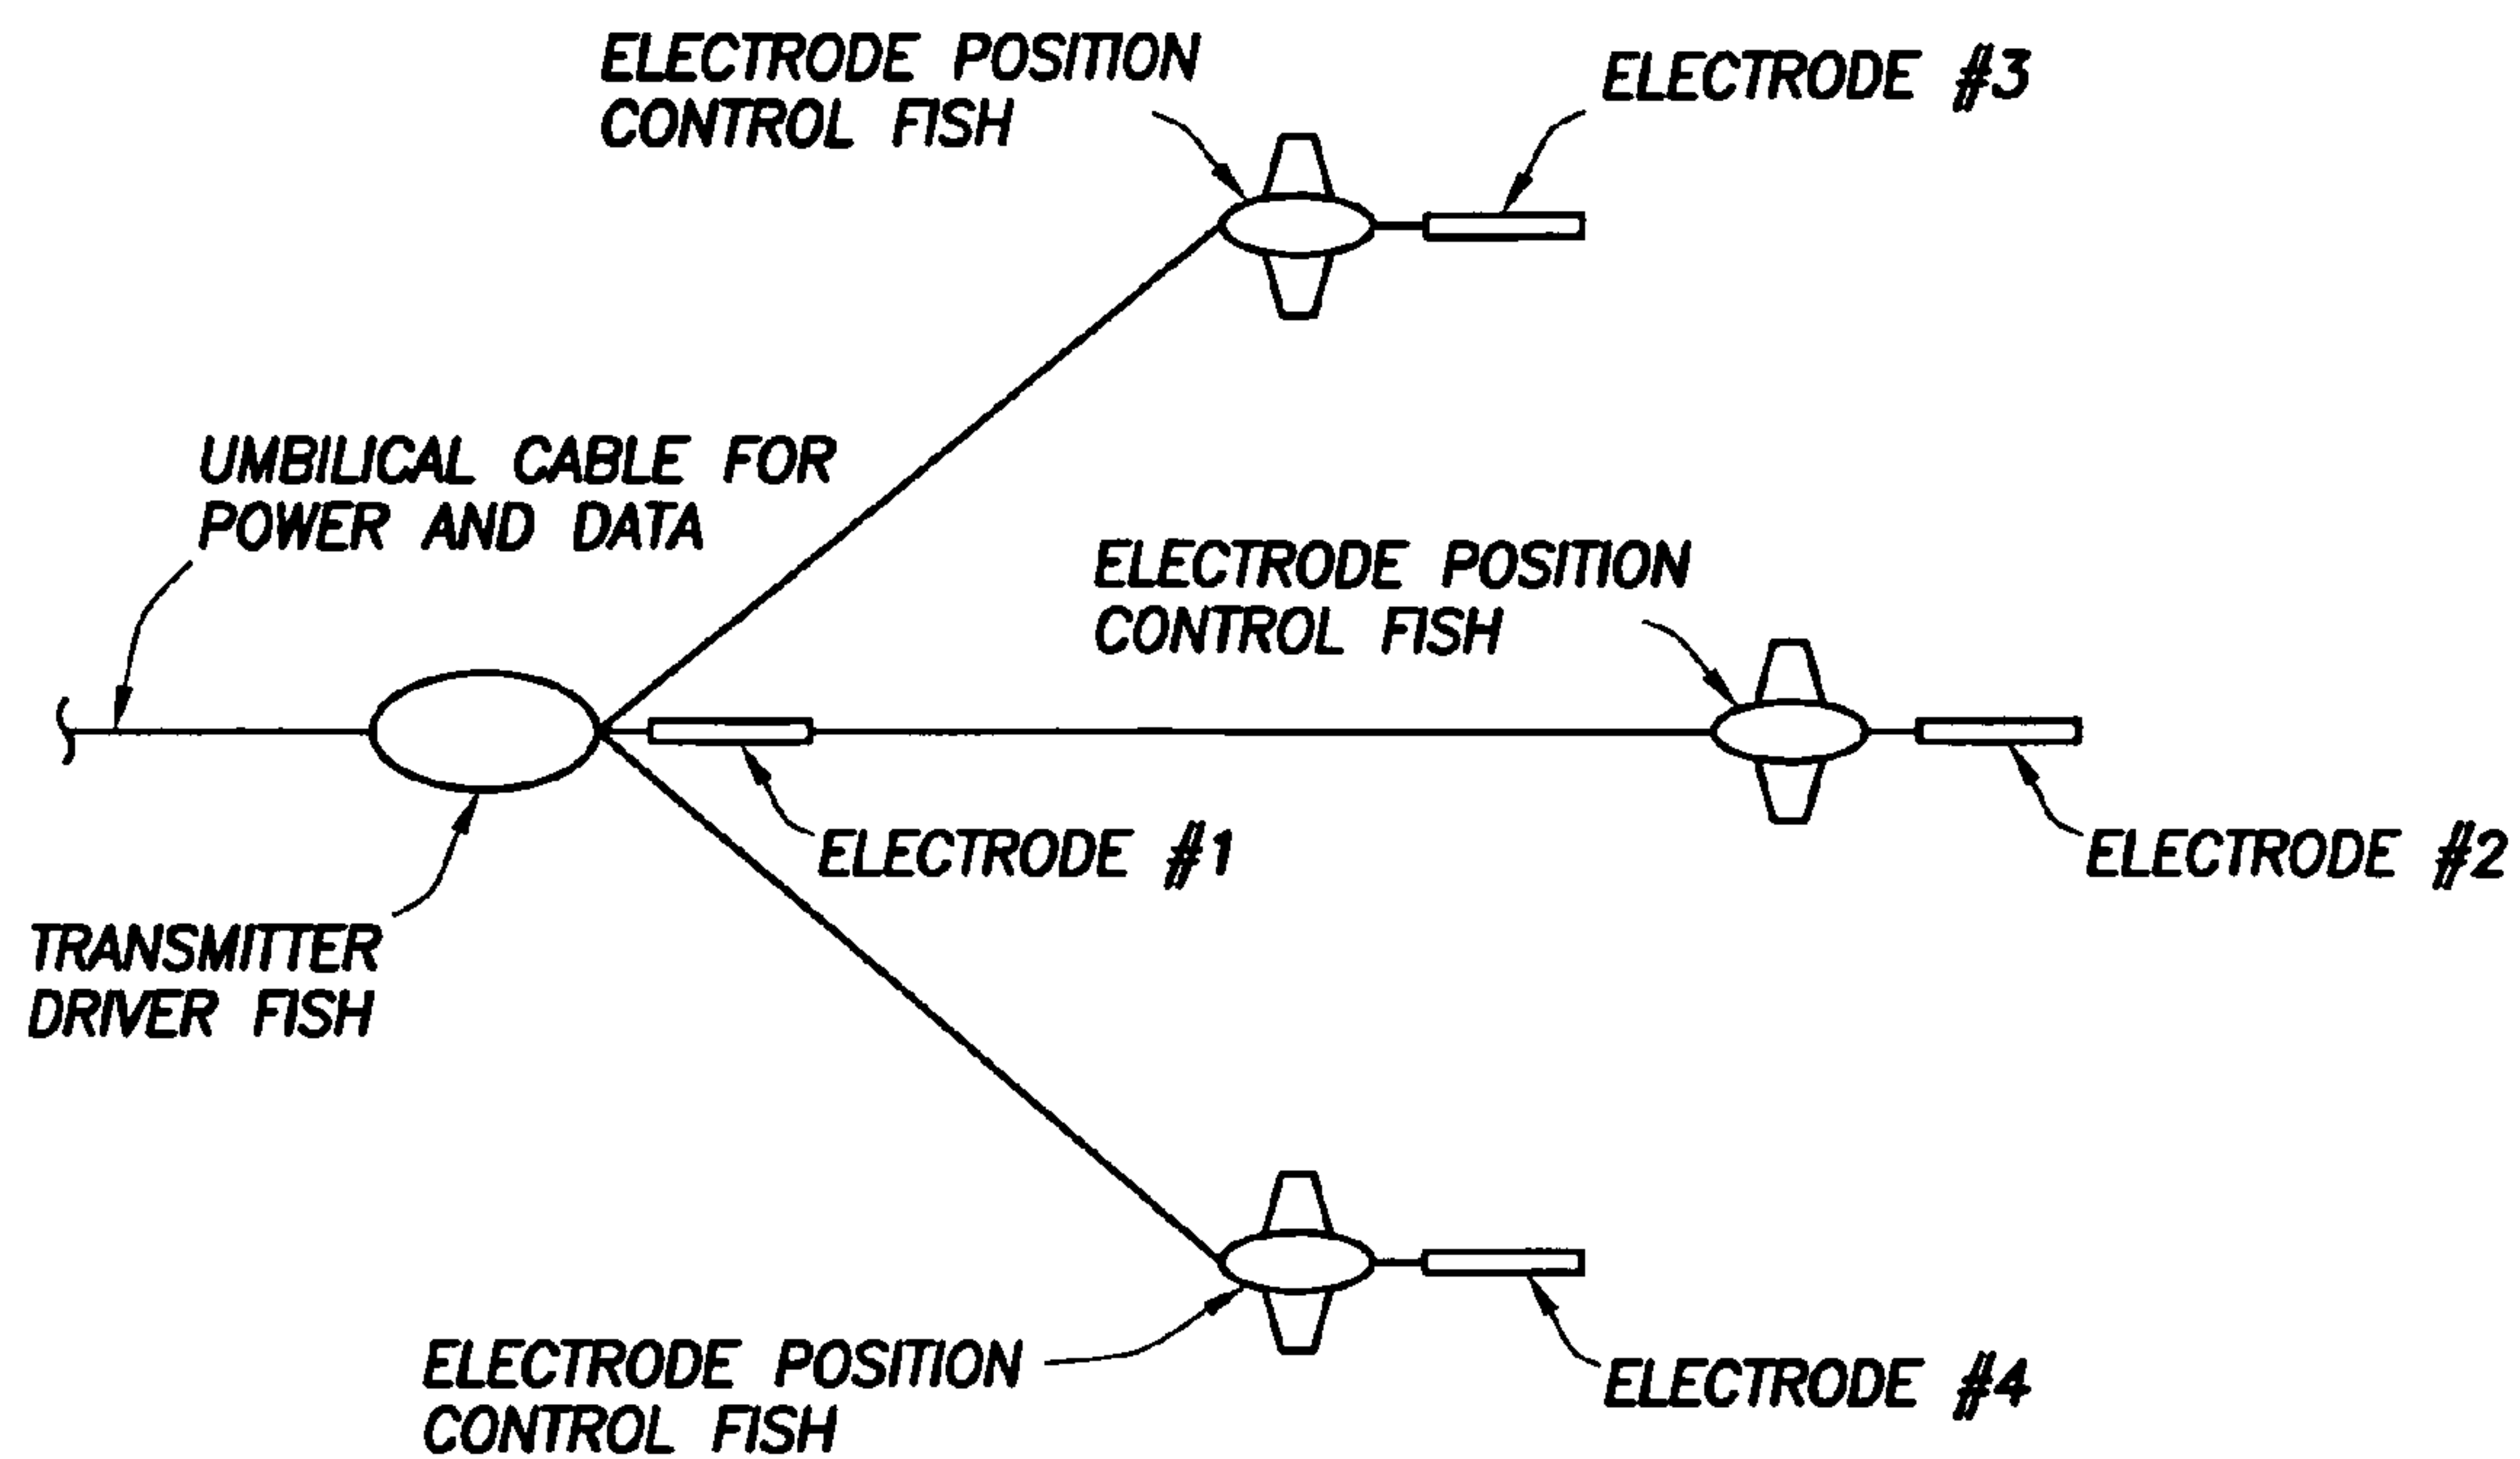 ELECTRODE POSITION
CONTROL FISH
ELECTRODE #3
UMBILICAL CABLE FOR
POWER AND DATA
ELECTRODE POSITION
CONTROL FISH
ELECTRODE #1
ELECTRODE #2
TRANSMITTER
DRIVER FISH
ELECTRODE POSITION
CONTROL FISH
ELECTRODE #4